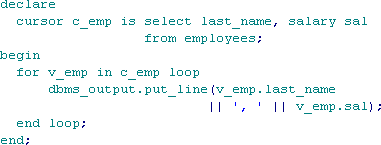 declare
  cursor c_emp is select last_name, salary sal
                  from employees;
begin
  for v_emp in c_emp loop
      dbms_output.put_line(v_emp.last_name
                           || ', ' || v_emp.sal);
  end loop;
end;